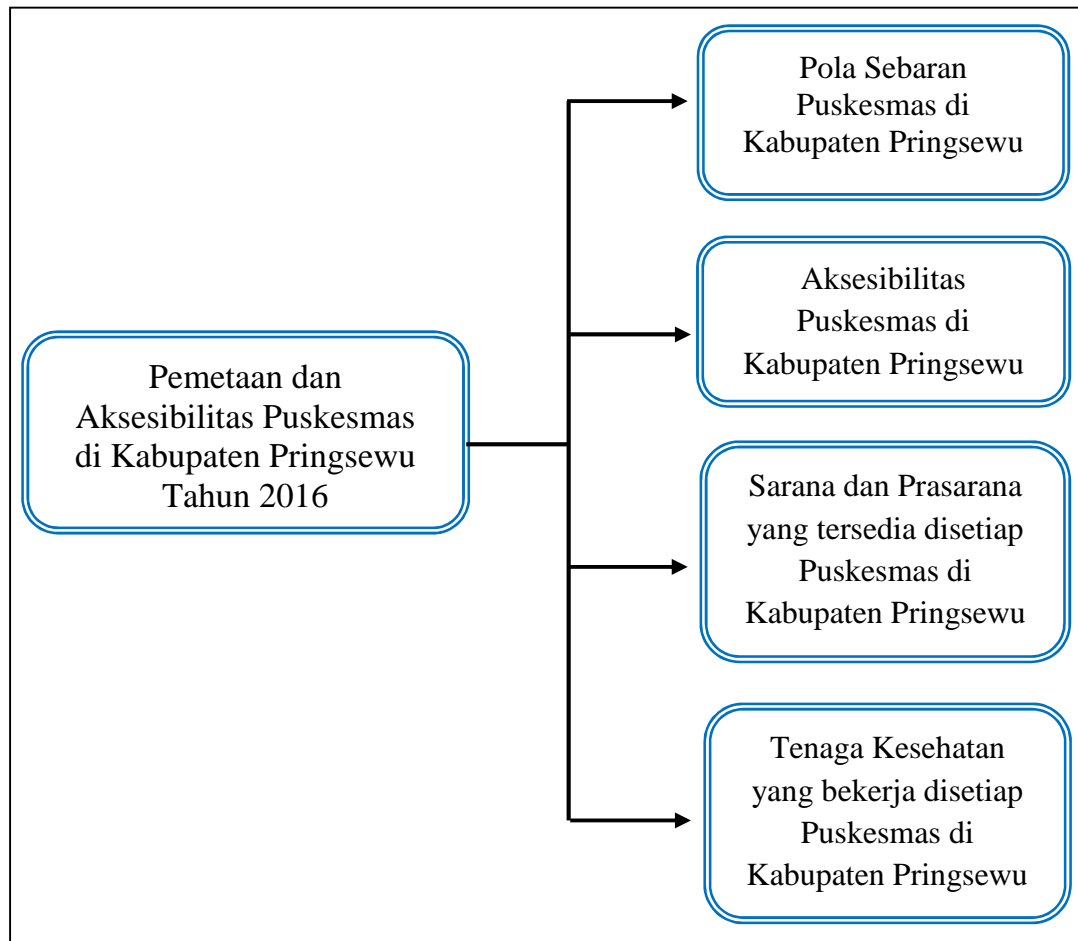 Pemetaan dan
Aksesibilitas Puskesmas
di Kabupaten Pringsewu
Tahun 2016
Pola Sebaran
Puskesmas di
Kabupaten Pringsewu
Aksesibilitas
Puskesmas di
Kabupaten Pringsewu
Sarana dan Prasarana
yang tersedia disetiap
Puskesmas di
Kabupaten Pringsewu
Tenaga Kesehatan
yang bekerja disetiap
Puskesmas di
Kabupaten Pringsewu